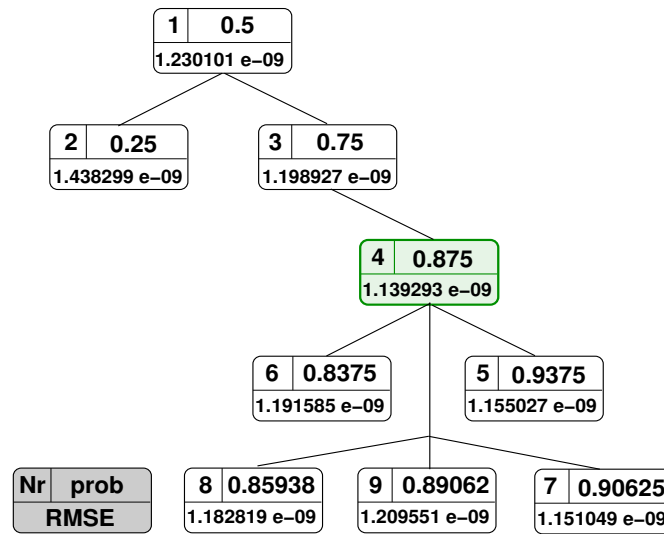 1 0.5
1.230101 e−09
2 0.25
1.438299 e−09
3 0.75
1.198927 e−09
4 0.875
1.139293 e−09
6 0.8375
1.191585 e−09
5 0.9375
1.155027 e−09
Nr prob
RMSE
8 0.85938
1.182819 e−09
9 0.89062
1.209551 e−09
7 0.90625
1.151049 e−09